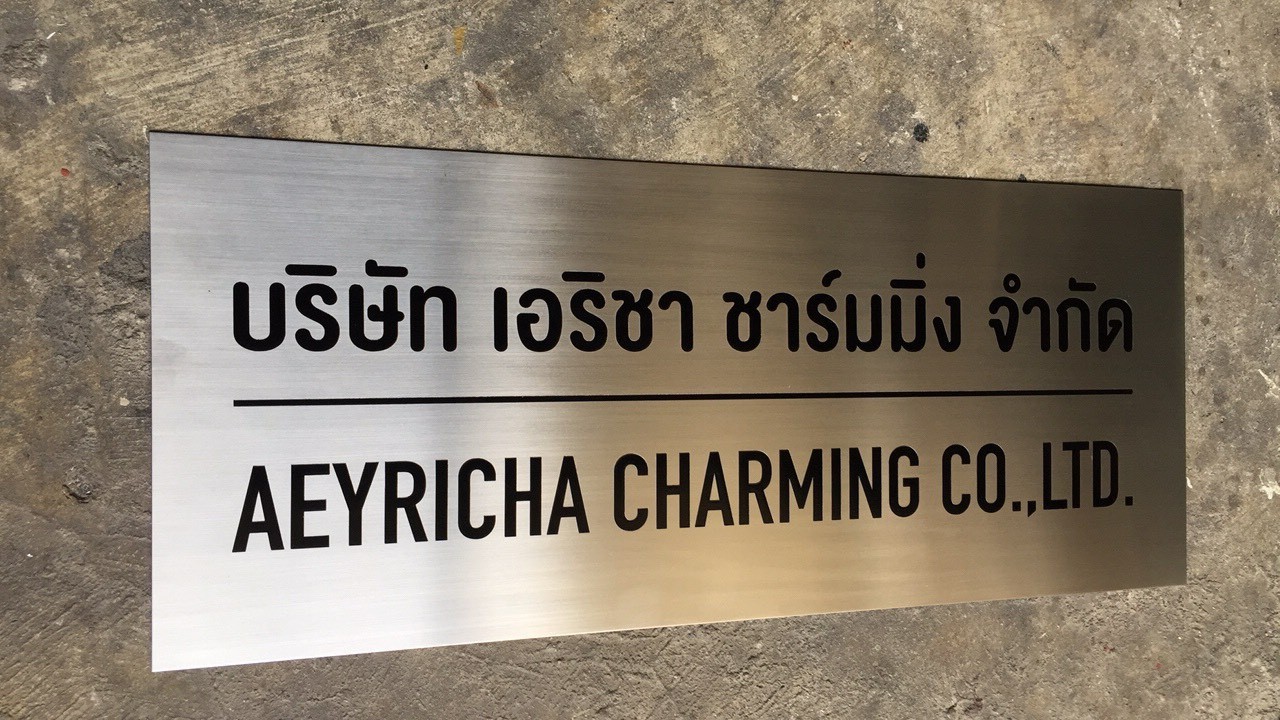 บริษัท เอริชา ชาร์มมิ่ง จำกัด
AEYRICHA CHARMING CO.,LTD.